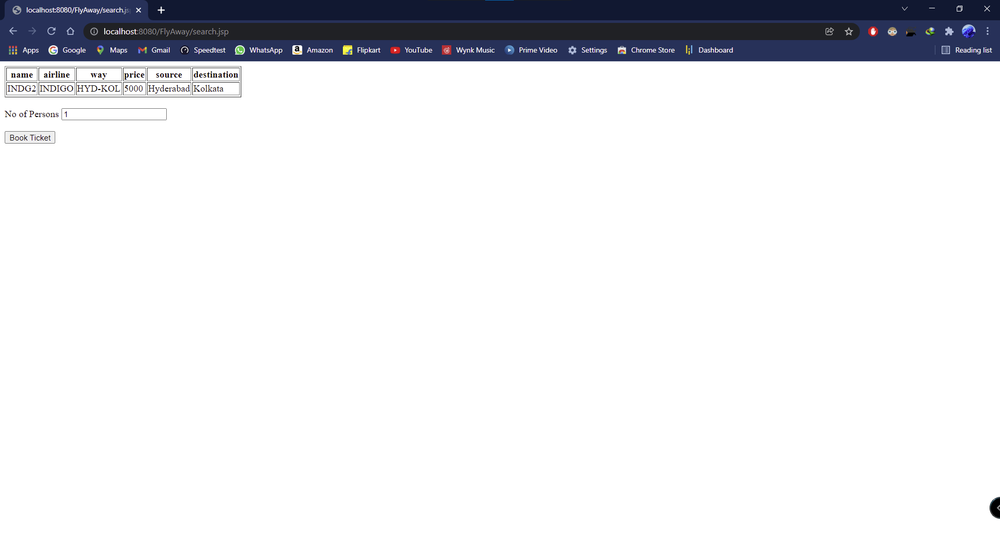 localhost:8080/FlyAway/search.js
localhost:8080/FlyAway/search.jsp
Apps Google Maps Gmail Speedtest WhatsApp Amazon Flipkart YouTube Wynk Music Prime Video Settings Chrome Store Dashboard Reading list
name airline way price source destination
INDG2 INDIGO HYD-KOL 5000 Hyderabad Kolkata
No of Persons 1
Book Ticket